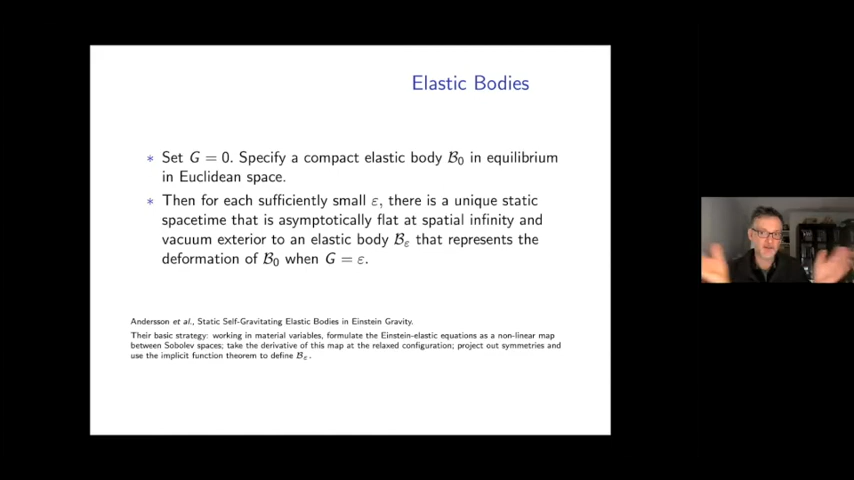 Elastic Bodies
* Set G = 0. Specify a compact elastic body ℬ₀ in equilibrium
in Euclidean space.
* Then for each sufficiently small ε, there is a unique static
spacetime that is asymptotically flat at spatial infinity and
vacuum exterior to an elastic body ℬ_ε that represents the
deformation of ℬ₀ when G = ε.
Andersson et al., Static Self-Gravitating Elastic Bodies in Einstein Gravity.
Their basic strategy: working in material variables, formulate the Einstein-elastic equations as a non-linear map
between Sobolev spaces; take the derivative of this map at the relaxed configuration; project out symmetries and
use the implicit function theorem to define ℬ_ε.